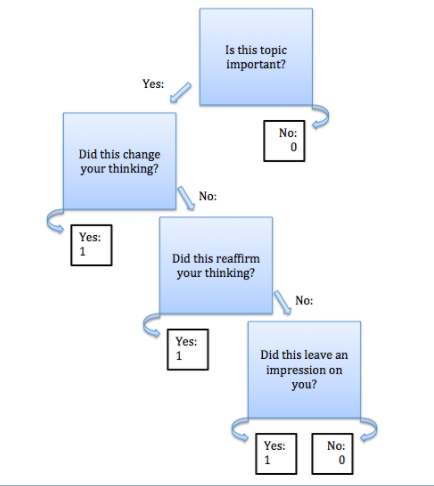 Is this topic
important?
Yes:
No:
0
Did this change
your thinking?
No:
Yes:
1
Did this reaffirm
your thinking?
No:
Yes:
1
Did this leave an
impression on
you?
Yes:
1
No:
0